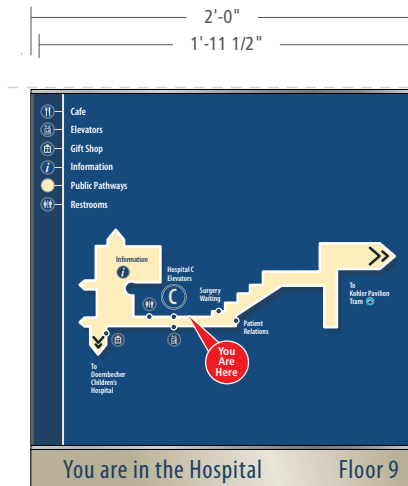 2'-0"
1'-11 1/2"
Cafe
Elevators
Gift Shop
i Information
Public Pathways
Restrooms
Information
i
Hospital C
Elevators
C
Surgery
Waiting
To
Kohler Pavilion
Tram
Patient
Relations
You
Are
Here
To
Doernbecher
Children's
Hospital
You are in the Hospital Floor 9